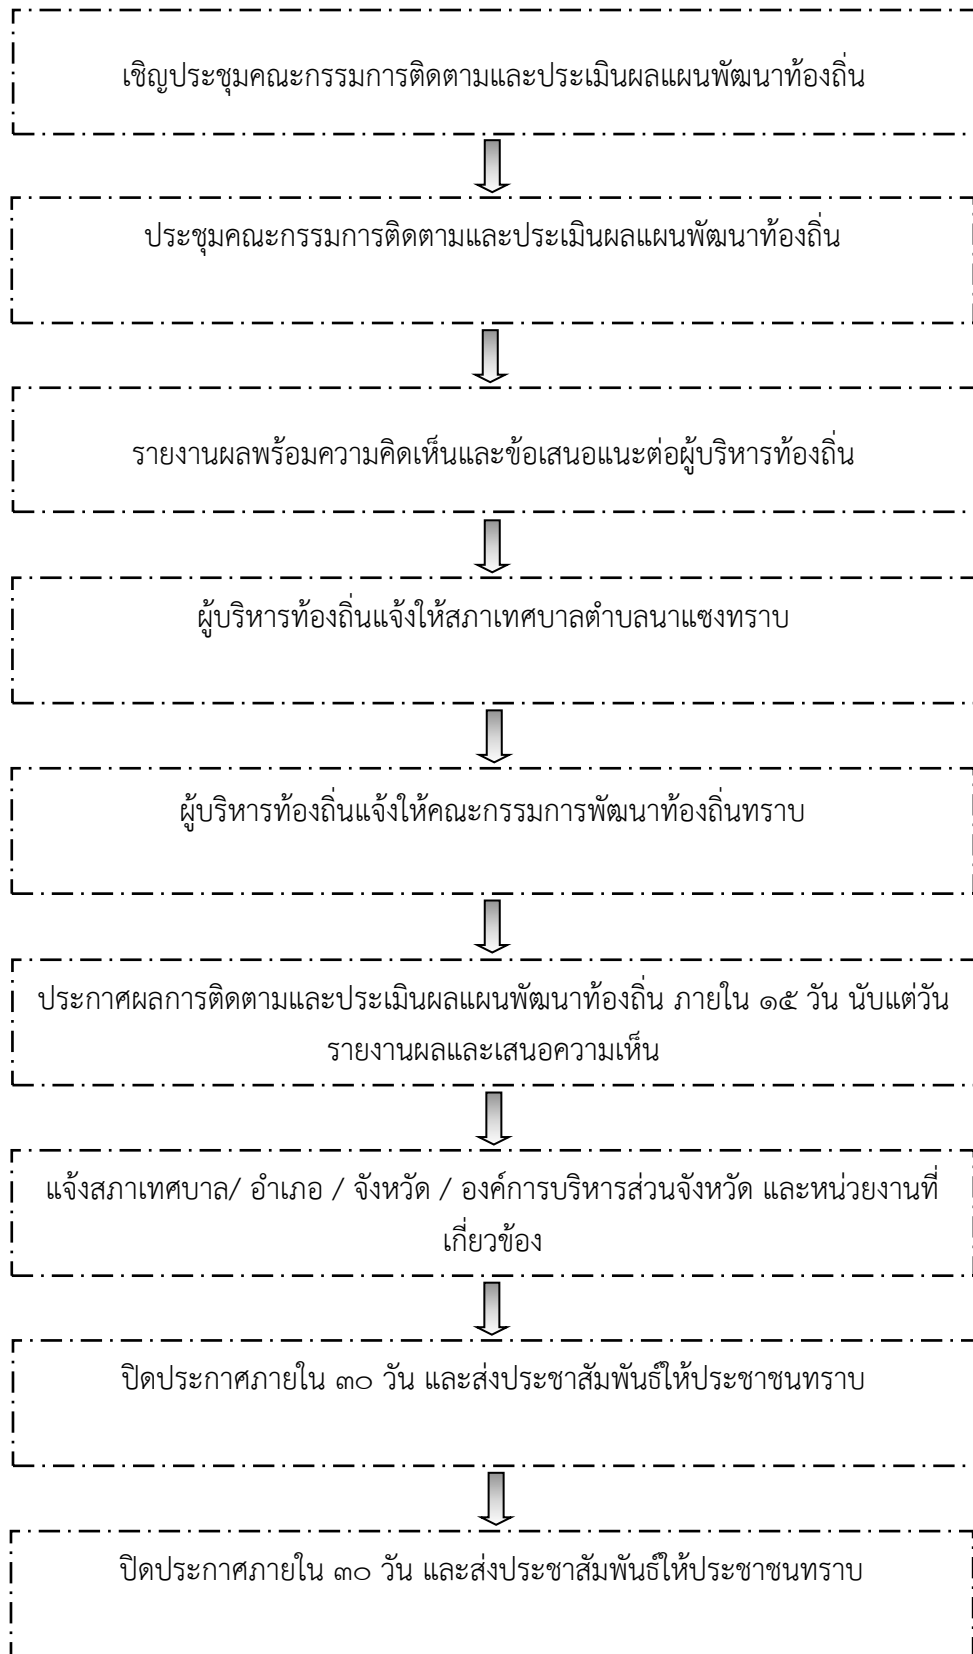 เชิญประชุมคณะกรรมการติดตามและประเมินผลแผนพัฒนาท้องถิ่น
ประชุมคณะกรรมการติดตามและประเมินผลแผนพัฒนาท้องถิ่น
รายงานผลพร้อมความคิดเห็นและข้อเสนอแนะต่อผู้บริหารท้องถิ่น
ผู้บริหารท้องถิ่นแจ้งให้สภาเทศบาลตำบลนาแซงทราบ
ผู้บริหารท้องถิ่นแจ้งให้คณะกรรมการพัฒนาท้องถิ่นทราบ
ประกาศผลการติดตามและประเมินผลแผนพัฒนาท้องถิ่น ภายใน ๑๕ วัน นับแต่วัน
รายงานผลและเสนอความเห็น
แจ้งสภาเทศบาล/ อำเภอ / จังหวัด / องค์การบริหารส่วนจังหวัด และหน่วยงานที่
เกี่ยวข้อง
ปิดประกาศภายใน ๓๐ วัน และส่งประชาสัมพันธ์ให้ประชาชนทราบ
ปิดประกาศภายใน ๓๐ วัน และส่งประชาสัมพันธ์ให้ประชาชนทราบ